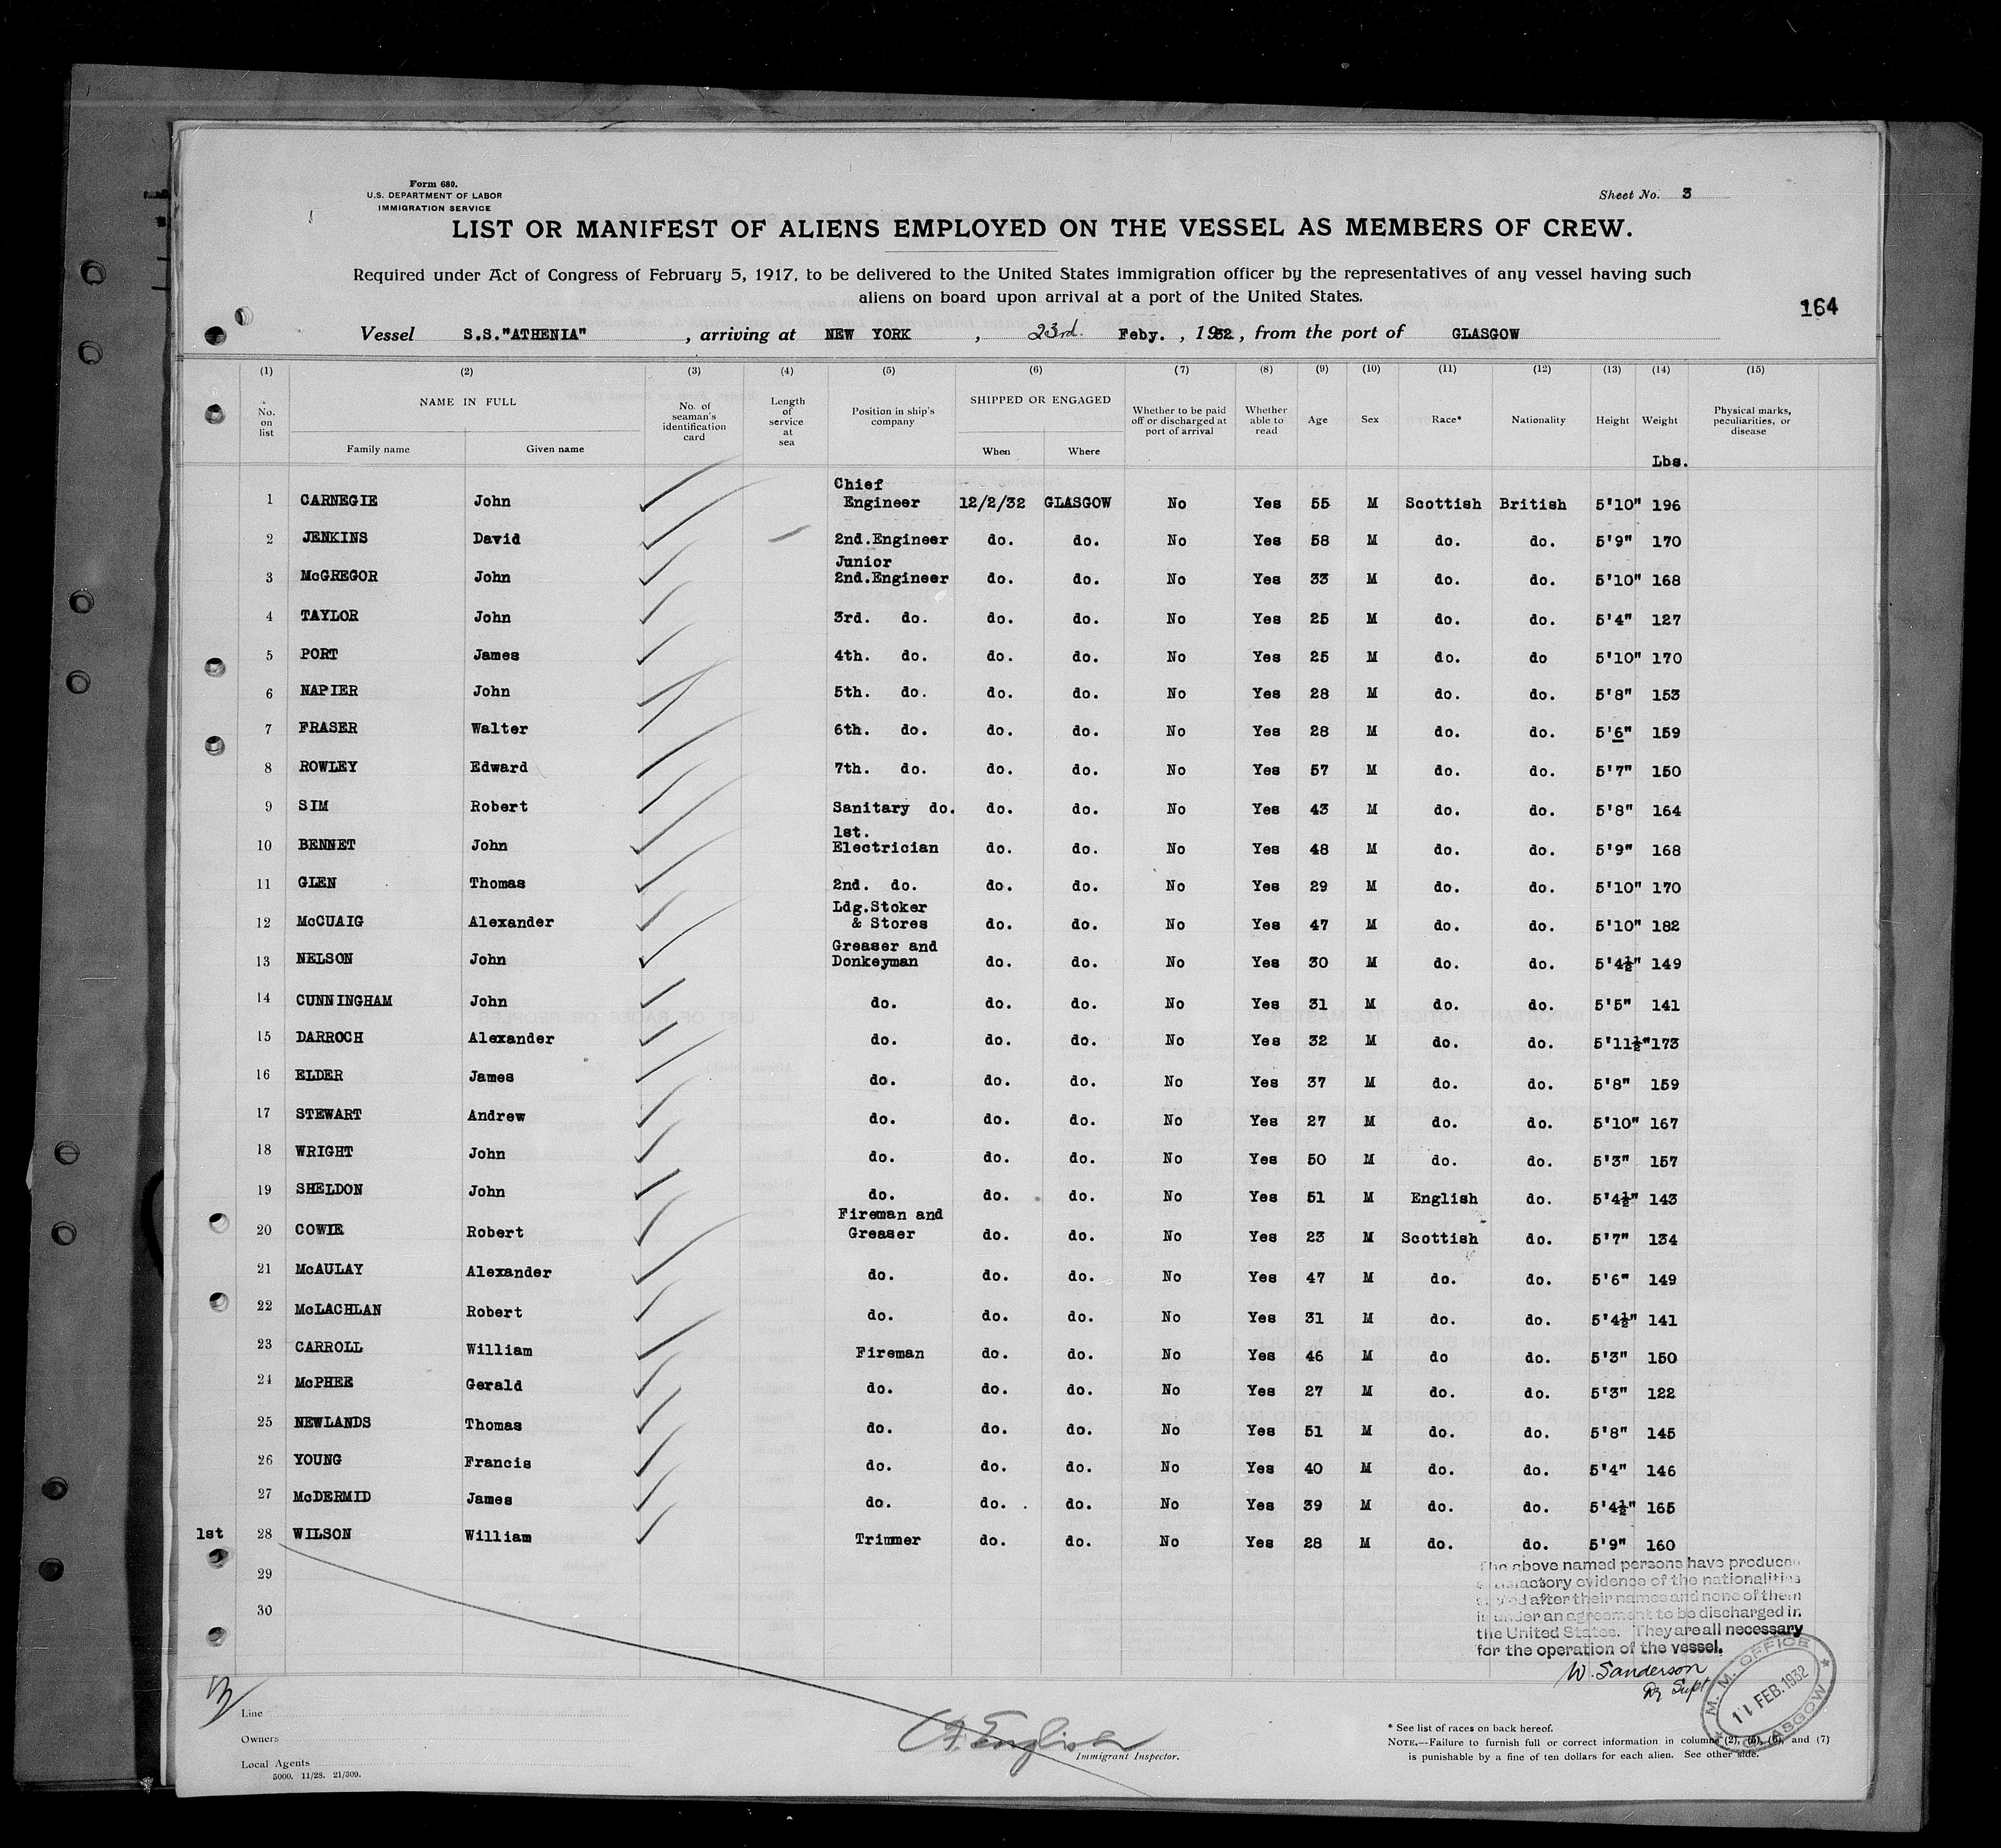 Form 680.
U.S. DEPARTMENT OF LABOR
IMMIGRATION SERVICE
Sheet No. 3
LIST OR MANIFEST OF ALIENS EMPLOYED ON THE VESSEL AS MEMBERS OF CREW.
Required under Act of Congress of February 5, 1917, to be delivered to the United States immigration officer by the representatives of any vessel having such
aliens on board upon arrival at a port of the United States.
164
Vessel S.S."ATHENIA" , arriving at NEW YORK , 23rd. Feby. , 1932, from the port of GLASGOW
(1) (2) (3) (4) (5) (6) (7) (8) (9) (10) (11) (12) (13) (14) (15)
No. on list NAME IN FULL Family name Given name No. of seaman's identification card Length of service at sea Position in ship's company SHIPPED OR ENGAGED When Where Whether to be paid off or discharged at port of arrival Whether able to read Age Sex Race* Nationality Height Weight Physical marks, peculiarities, or disease
Lbs.
1 CARNEGIE John Chief Engineer 12/2/32 GLASGOW No Yes 55 M Scottish British 5'10" 196
2 JENKINS David 2nd.Engineer do. do. No Yes 58 M do. do. 5'9" 170
3 McGREGOR John Junior 2nd.Engineer do. do. No Yes 33 M do. do. 5'10" 168
4 TAYLOR John 3rd. do. do. do. No Yes 25 M do. do. 5'4" 127
5 PORT James 4th. do. do. do. No Yes 25 M do. do 5'10" 170
6 NAPIER John 5th. do. do. do. No Yes 28 M do. do. 5'8" 153
7 FRASER Walter 6th. do. do. do. No Yes 28 M do. do. 5'6" 159
8 ROWLEY Edward 7th. do. do. do. No Yes 57 M do. do. 5'7" 150
9 SIM Robert Sanitary do. do. do. No Yes 43 M do. do. 5'8" 164
10 BENNET John 1st. Electrician do. do. No Yes 48 M do. do. 5'9" 168
11 GLEN Thomas 2nd. do. do. do. No Yes 29 M do. do. 5'10" 170
12 McCUAIG Alexander Ldg.Stoker & Stores do. do. No Yes 47 M do. do. 5'10" 182
13 NELSON John Greaser and Donkeyman do. do. No Yes 30 M do. do. 5'4½" 149
14 CUNNINGHAM John do. do. do. No Yes 31 M do. do. 5'5" 141
15 DARROCH Alexander do. do. do. No Yes 32 M do. do. 5'11½" 173
16 ELDER James do. do. do. No Yes 37 M do. do. 5'8" 159
17 STEWART Andrew do. do. do. No Yes 27 M do. do. 5'10" 167
18 WRIGHT John do. do. do. No Yes 50 M do. do. 5'3" 157
19 SHELDON John do. do. do. No Yes 51 M English do. 5'4½" 143
20 COWIE Robert Fireman and Greaser do. do. No Yes 23 M Scottish do. 5'7" 134
21 McAULAY Alexander do. do. do. No Yes 47 M do. do. 5'6" 149
22 McLACHLAN Robert do. do. do. No Yes 31 M do. do. 5'4½" 141
23 CARROLL William Fireman do. do. No Yes 46 M do do. 5'3" 150
24 McPHEE Gerald do. do. do. No Yes 27 M do. do. 5'3" 122
25 NEWLANDS Thomas do. do. do. No Yes 51 M do. do. 5'8" 145
26 YOUNG Francis do. do. do. No Yes 40 M do. do. 5'4" 146
27 McDERMID James do. do. do. No Yes 39 M do. do. 5'4½" 165
1st 28 WILSON William Trimmer do. do. No Yes 28 M do. do. 5'9" 160
29
30
The above named persons have produced
satisfactory evidence of the nationalities
after their names and none of them
is under an agreement to be discharged in
the United States. They are all necessary
for the operation of the vessel.
W. Sanderson
Supt
M. M. OFFICE
11 FEB. 1932
GLASGOW
Line
Owners
Local Agents
5000. 11/28. 21/309.
English
Immigrant Inspector.
* See list of races on back hereof.
NOTE.—Failure to furnish full or correct information in columns (2), (5), (6), and (7)
is punishable by a fine of ten dollars for each alien. See other side.